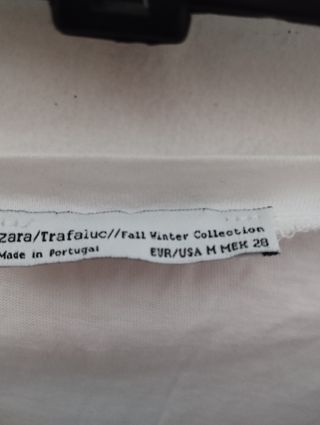 zara/Trafaluc//Fall Winter Collection
Made in Portugal EUR/USA M MEX 28